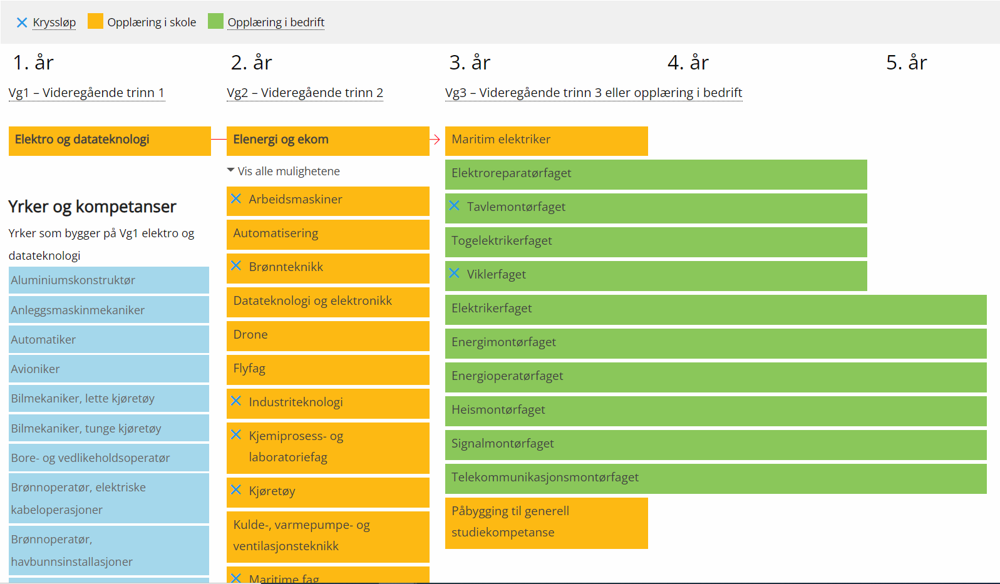 Kryssløp
Opplæring i skole
Opplæring i bedrift
1. år
2. år
3. år
4. år
5. år
Vg1 – Videregående trinn 1
Vg2 – Videregående trinn 2
Vg3 – Videregående trinn 3 eller opplæring i bedrift
Elektro og datateknologi
Yrker og kompetanser
Yrker som bygger på Vg1 elektro og
datateknologi
Aluminiumskonstruktør
Anleggsmaskinmekaniker
Automatiker
Avioniker
Bilmekaniker, lette kjøretøy
Bilmekaniker, tunge kjøretøy
Bore- og vedlikeholdsoperatør
Brønnoperatør, elektriske
kabeloperasjoner
Brønnoperatør,
havbunnsinstallasjoner
Elenergi og ekom
Vis alle mulighetene
Arbeidsmaskiner
Automatisering
Brønnteknikk
Datateknologi og elektronikk
Drone
Flyfag
Industriteknologi
Kjemiprosess- og
laboratoriefag
Kjøretøy
Kulde-, varmepumpe- og
ventilasjonsteknikk
Maritime fag
Maritim elektriker
Elektroreparatørfaget
Tavlemontørfaget
Togelektrikerfaget
Viklerfaget
Elektrikerfaget
Energimontørfaget
Energioperatørfaget
Heismontørfaget
Signalmontørfaget
Telekommunikasjonsmontørfaget
Påbygging til generell
studiekompetanse